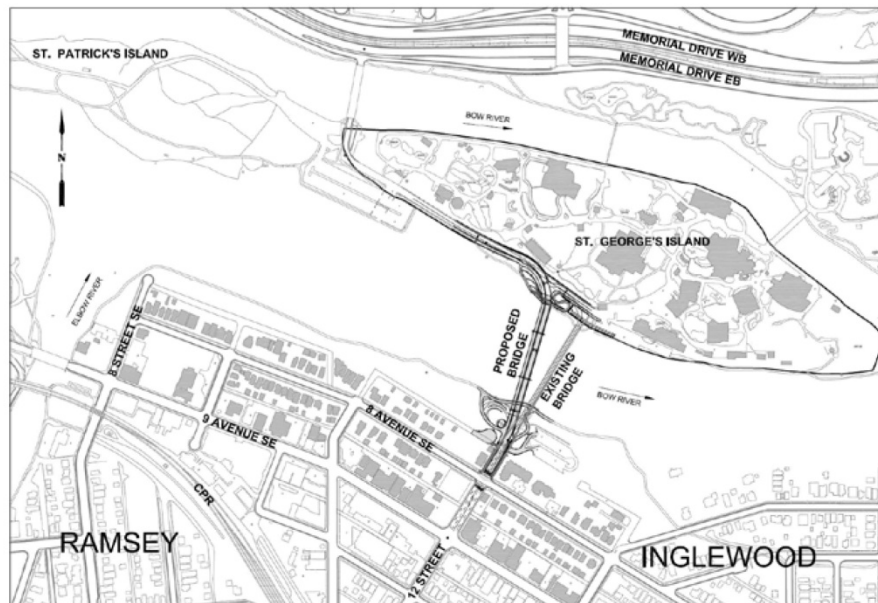 ST. PATRICK'S ISLAND
MEMORIAL DRIVE WB
MEMORIAL DRIVE EB
BOW RIVER
N
ST. GEORGE'S ISLAND
ELBOW RIVER
8 STREET SE
PROPOSED
BRIDGE
EXISTING
BRIDGE
BOW RIVER
8 AVENUE SE
9 AVENUE SE
CPR
RAMSEY
12 STREET
INGLEWOOD